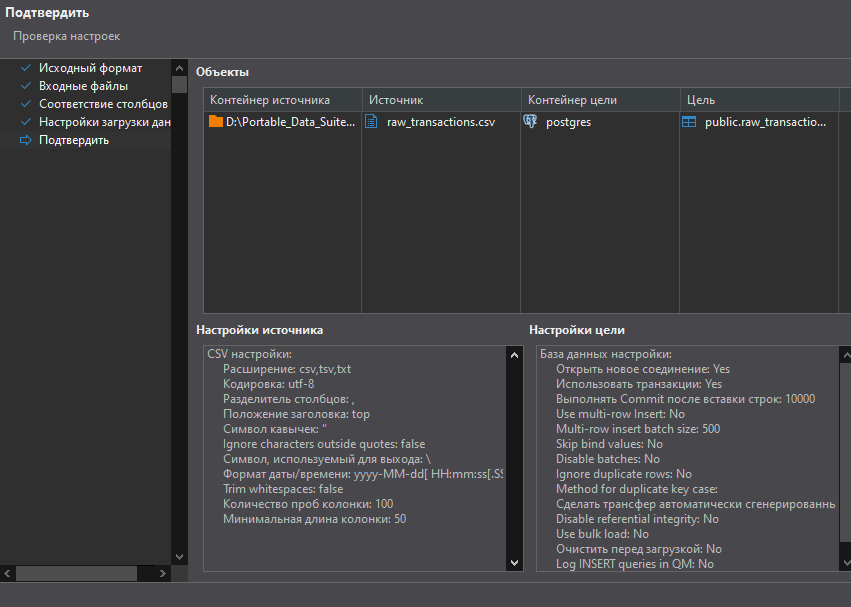 Подтвердить
Проверка настроек
Исходный формат
Входные файлы
Соответствие столбцов
Настройки загрузки дан
Подтвердить
Объекты
Контейнер источника Источник Контейнер цели Цель
D:\Portable_Data_Suite... raw_transactions.csv postgres public.raw_transactio...
Настройки источника
CSV настройки:
Расширение: csv,tsv,txt
Кодировка: utf-8
Разделитель столбцов: ,
Положение заголовка: top
Символ кавычек: "
Ignore characters outside quotes: false
Символ, используемый для выхода: \
Формат даты/времени: yyyy-MM-dd[ HH:mm:ss[.SS
Trim whitespaces: false
Количество проб колонки: 100
Минимальная длина колонки: 50
Настройки цели
База данных настройки:
Открыть новое соединение: Yes
Использовать транзакции: Yes
Выполнять Commit после вставки строк: 10000
Use multi-row Insert: No
Multi-row insert batch size: 500
Skip bind values: No
Disable batches: No
Ignore duplicate rows: No
Method for duplicate key case:
Сделать трансфер автоматически сгенерированнь
Disable referential integrity: No
Use bulk load: No
Очистить перед загрузкой: No
Log INSERT queries in QM: No